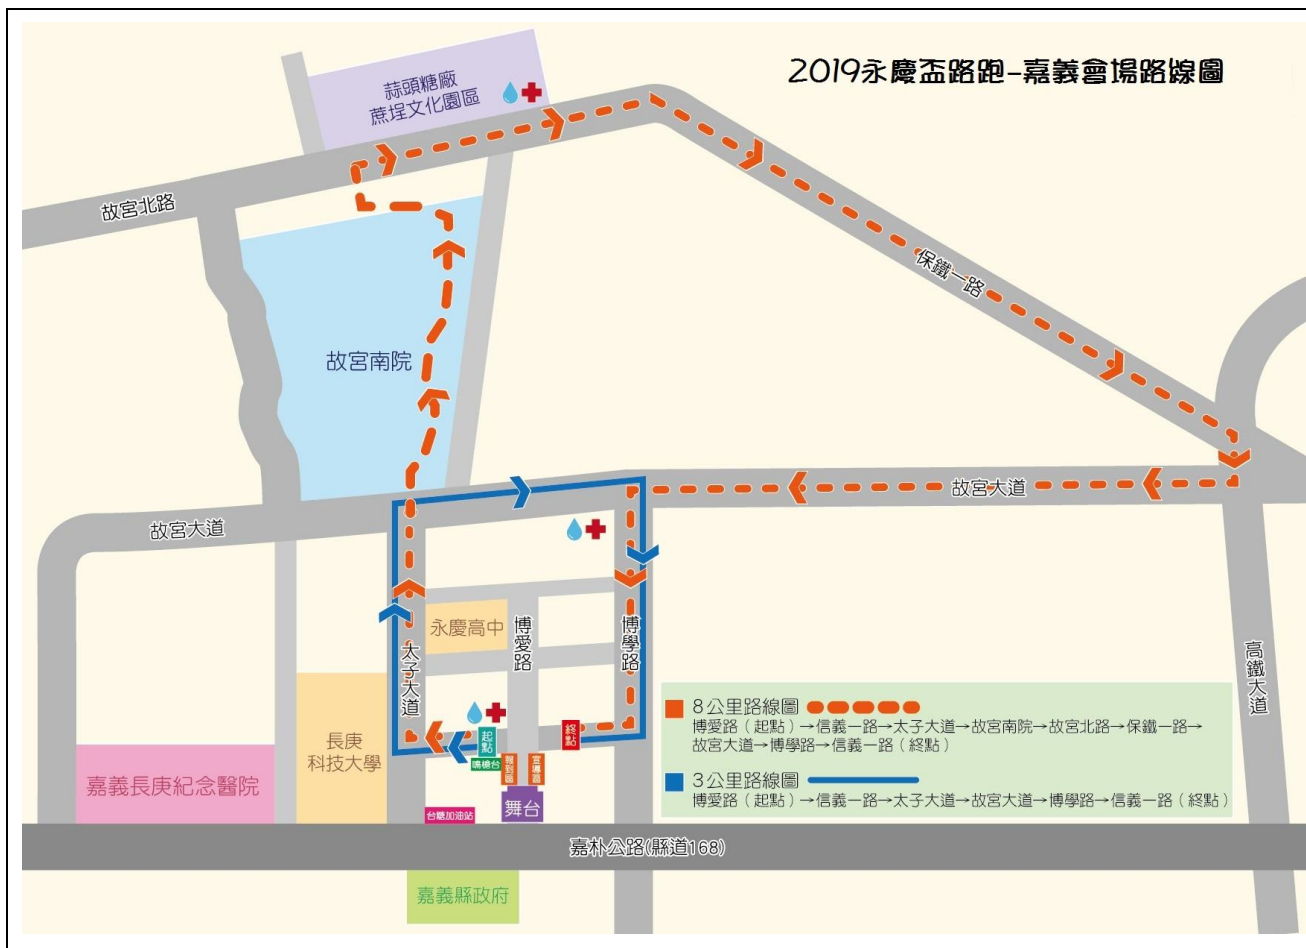 2019永慶盃路跑-嘉義會場路線圖
蒜頭糖廠
蔗埕文化園區
故宮北路
保鐵一路
故宮南院
故宮大道
故宮大道
永慶高中
博愛路
博學路
太子大道
高鐵大道
長庚
科技大學
嘉義長庚紀念醫院
起點
鳴槍台
報到區
宣導區
終點
舞台
台糖加油站
嘉朴公路(縣道168)
嘉義縣政府
8公里路線圖
博愛路(起點)→信義一路→太子大道→故宮南院→故宮北路→保鐵一路→
故宮大道→博學路→信義一路(終點)
3公里路線圖
博愛路(起點)→信義一路→太子大道→故宮大道→博學路→信義一路(終點)